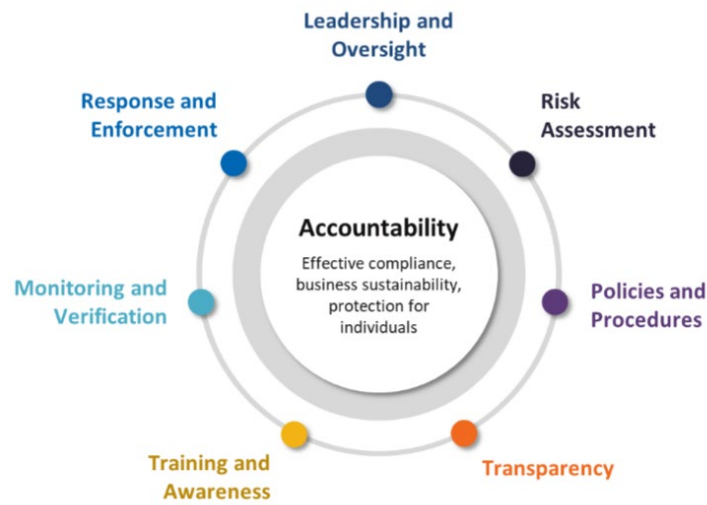 Leadership and
Oversight
Response and
Enforcement
Risk
Assessment
Accountability
Effective compliance,
business sustainability,
protection for
individuals
Monitoring and
Verification
Policies and
Procedures
Training and
Awareness
Transparency